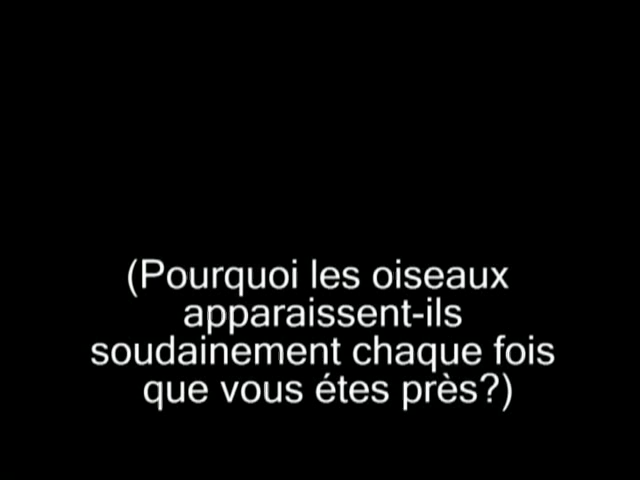 (Pourquoi les oiseaux
apparaissent-ils
soudainement chaque fois
que vous étes près?)